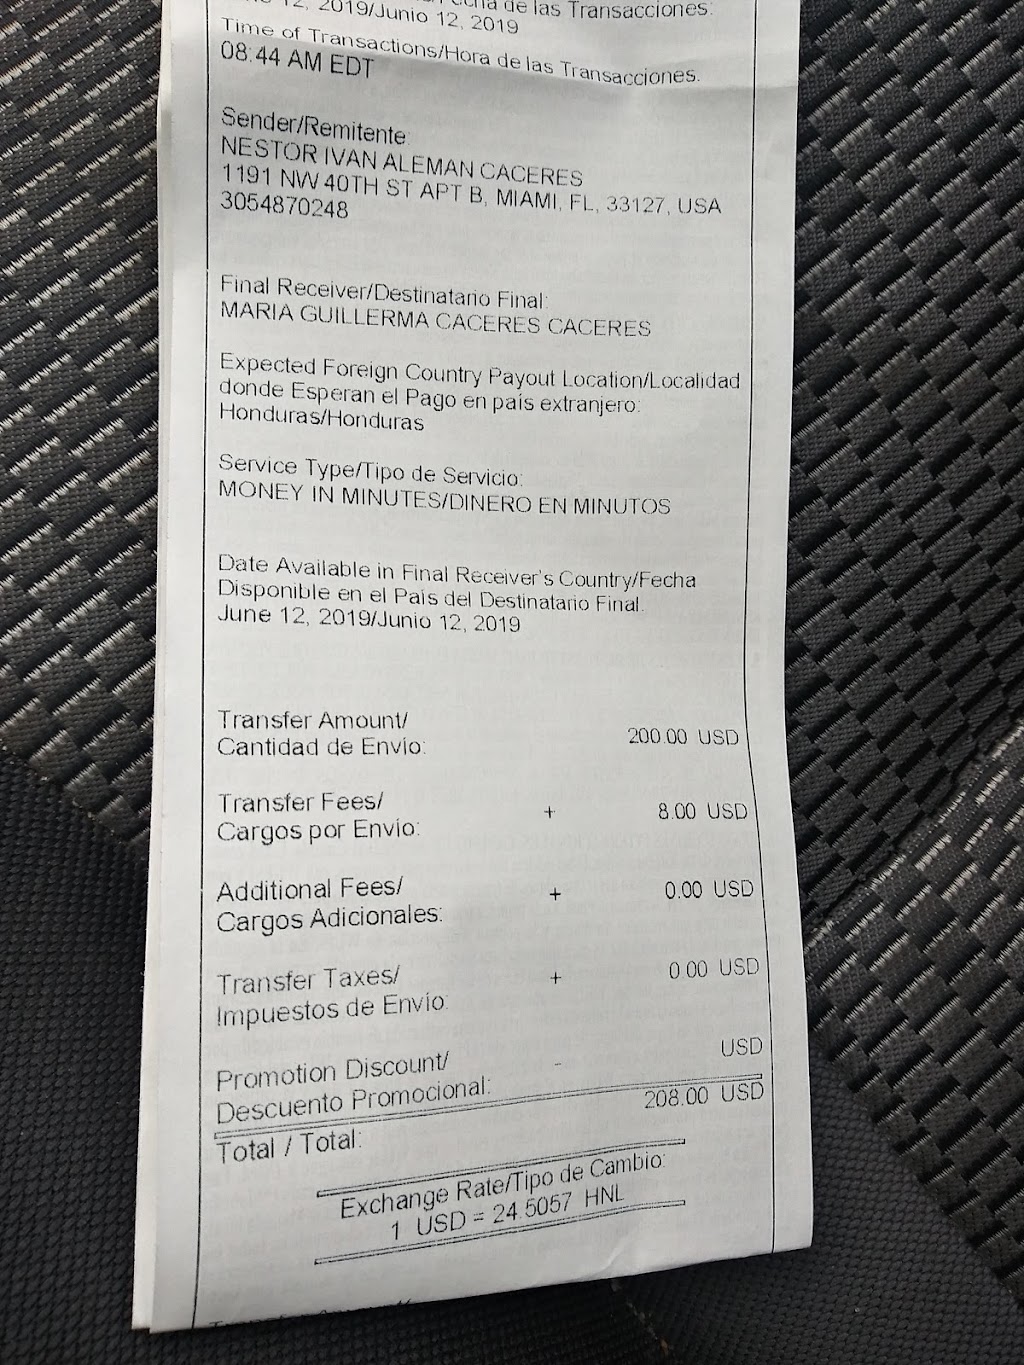 12, 2019/Junio 12, 2019
de las Transacciones:
Time of Transactions/Hora de las Transacciones.
08:44 AM EDT
Sender/Remitente:
NESTOR IVAN ALEMAN CACERES
1191 NW 40TH ST APT B, MIAMI, FL, 33127, USA
3054870248
Final Receiver/Destinatario Final:
MARIA GUILLERMA CACERES CACERES
Expected Foreign Country Payout Location/Localidad
donde Esperan el Pago en país extranjero:
Honduras/Honduras
Service Type/Tipo de Servicio:
MONEY IN MINUTES/DINERO EN MINUTOS
Date Available in Final Receiver's Country/Fecha
Disponible en el País del Destinatario Final.
June 12, 2019/Junio 12, 2019
Transfer Amount/
Cantidad de Envío: 200.00 USD
Transfer Fees/
Cargos por Envío: + 8.00 USD
Additional Fees/
Cargos Adicionales: + 0.00 USD
Transfer Taxes/
Impuestos de Envío: + 0.00 USD
Promotion Discount/
Descuento Promocional: - USD
Total / Total: 208.00 USD
Exchange Rate/Tipo de Cambio:
1 USD = 24.5057 HNL